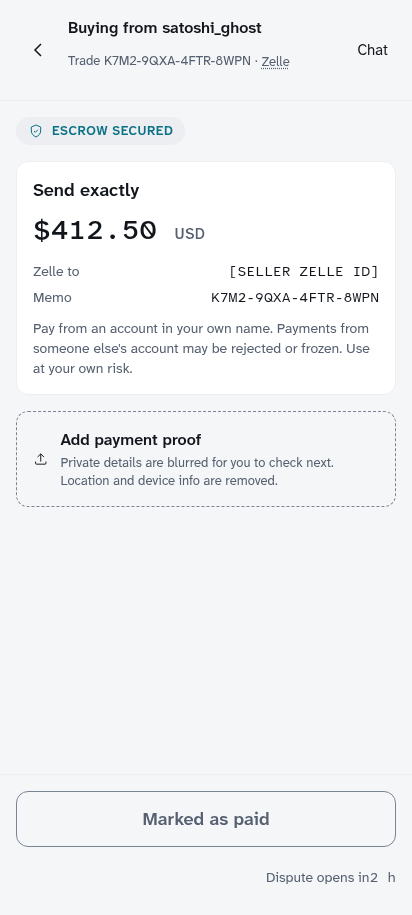 Buying from satoshi_ghost
Trade K7M2-9QXA-4FTR-8WPN · Zelle
Chat
ESCROW SECURED
Send exactly
$412.50 USD
Zelle to [SELLER ZELLE ID]
Memo K7M2-9QXA-4FTR-8WPN
Pay from an account in your own name. Payments from
someone else's account may be rejected or frozen. Use
at your own risk.
Add payment proof
Private details are blurred for you to check next.
Location and device info are removed.
Marked as paid
Dispute opens in2 h